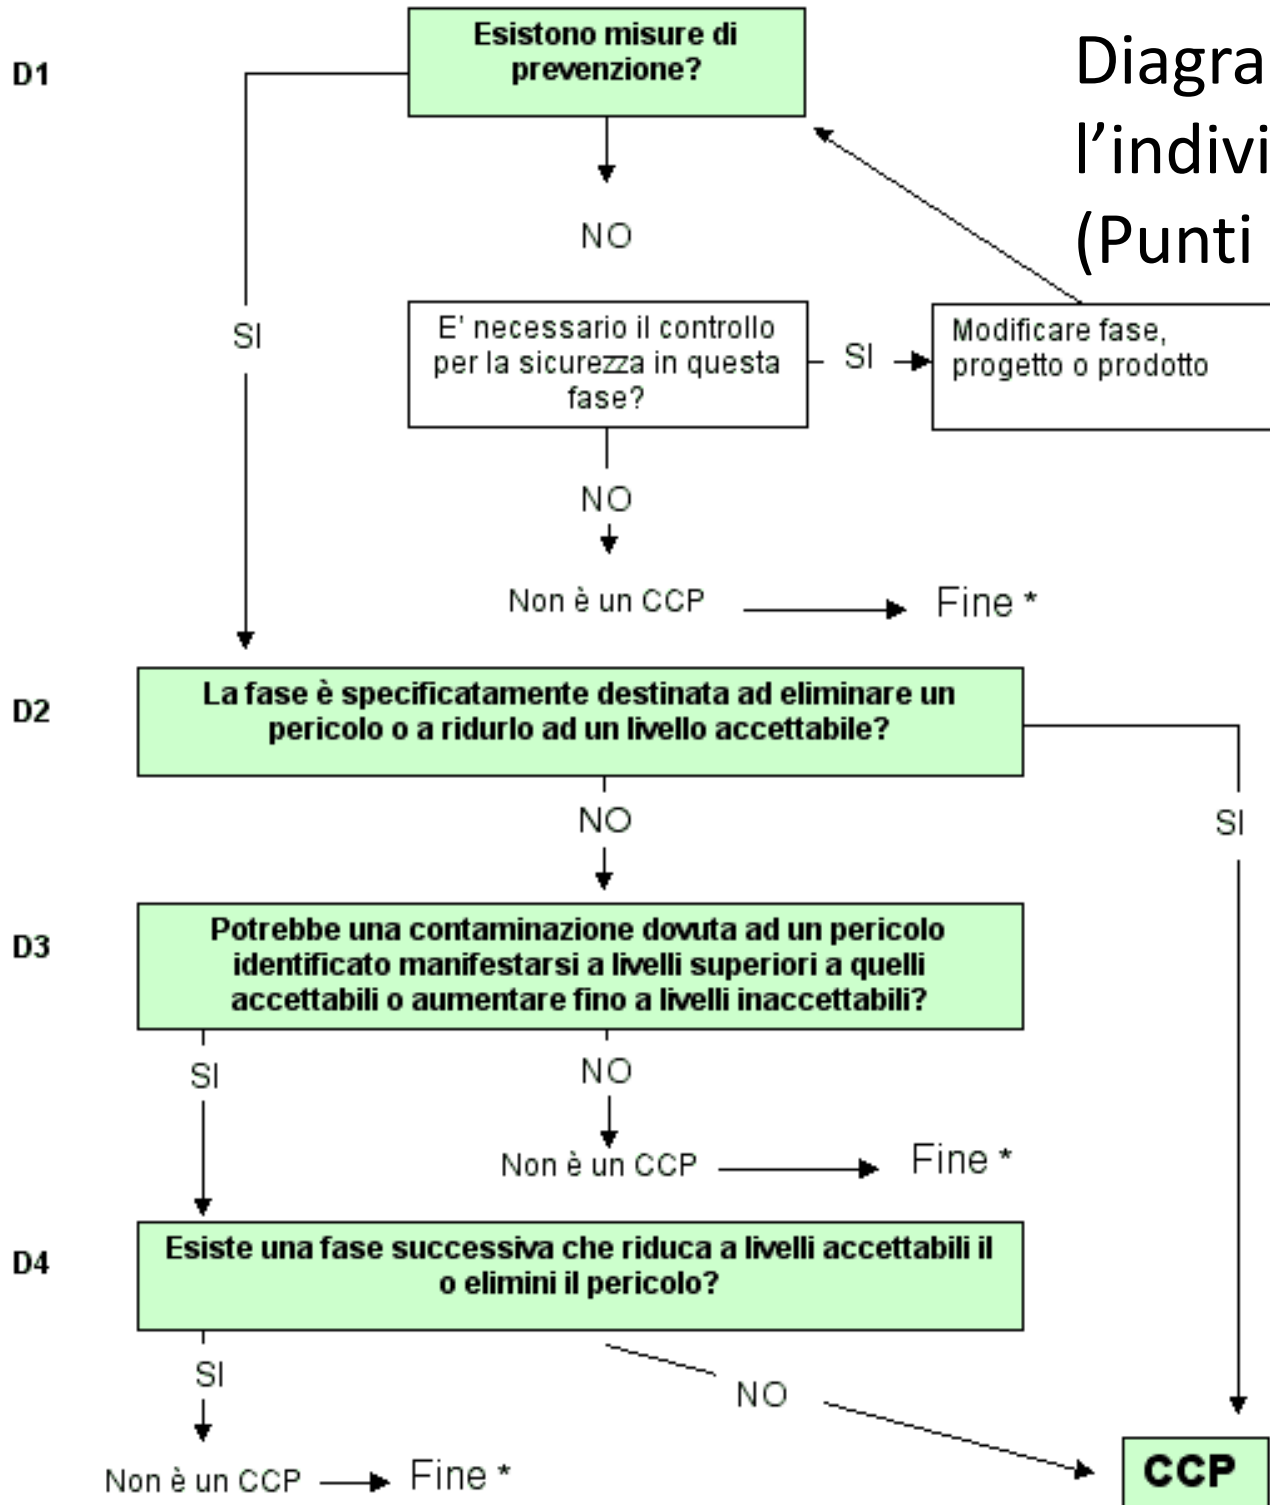 Diagra
l’indivi
(Punti
D1
Esistono misure di
prevenzione?
NO
SI
E' necessario il controllo
per la sicurezza in questa
fase?
SI
Modificare fase,
progetto o prodotto
NO
Non è un CCP
Fine *
D2
La fase è specificatamente destinata ad eliminare un
pericolo o a ridurlo ad un livello accettabile?
NO
SI
D3
Potrebbe una contaminazione dovuta ad un pericolo
identificato manifestarsi a livelli superiori a quelli
accettabili o aumentare fino a livelli inaccettabili?
SI
NO
Non è un CCP
Fine *
D4
Esiste una fase successiva che riduca a livelli accettabili il
o elimini il pericolo?
SI
NO
Non è un CCP
Fine *
CCP